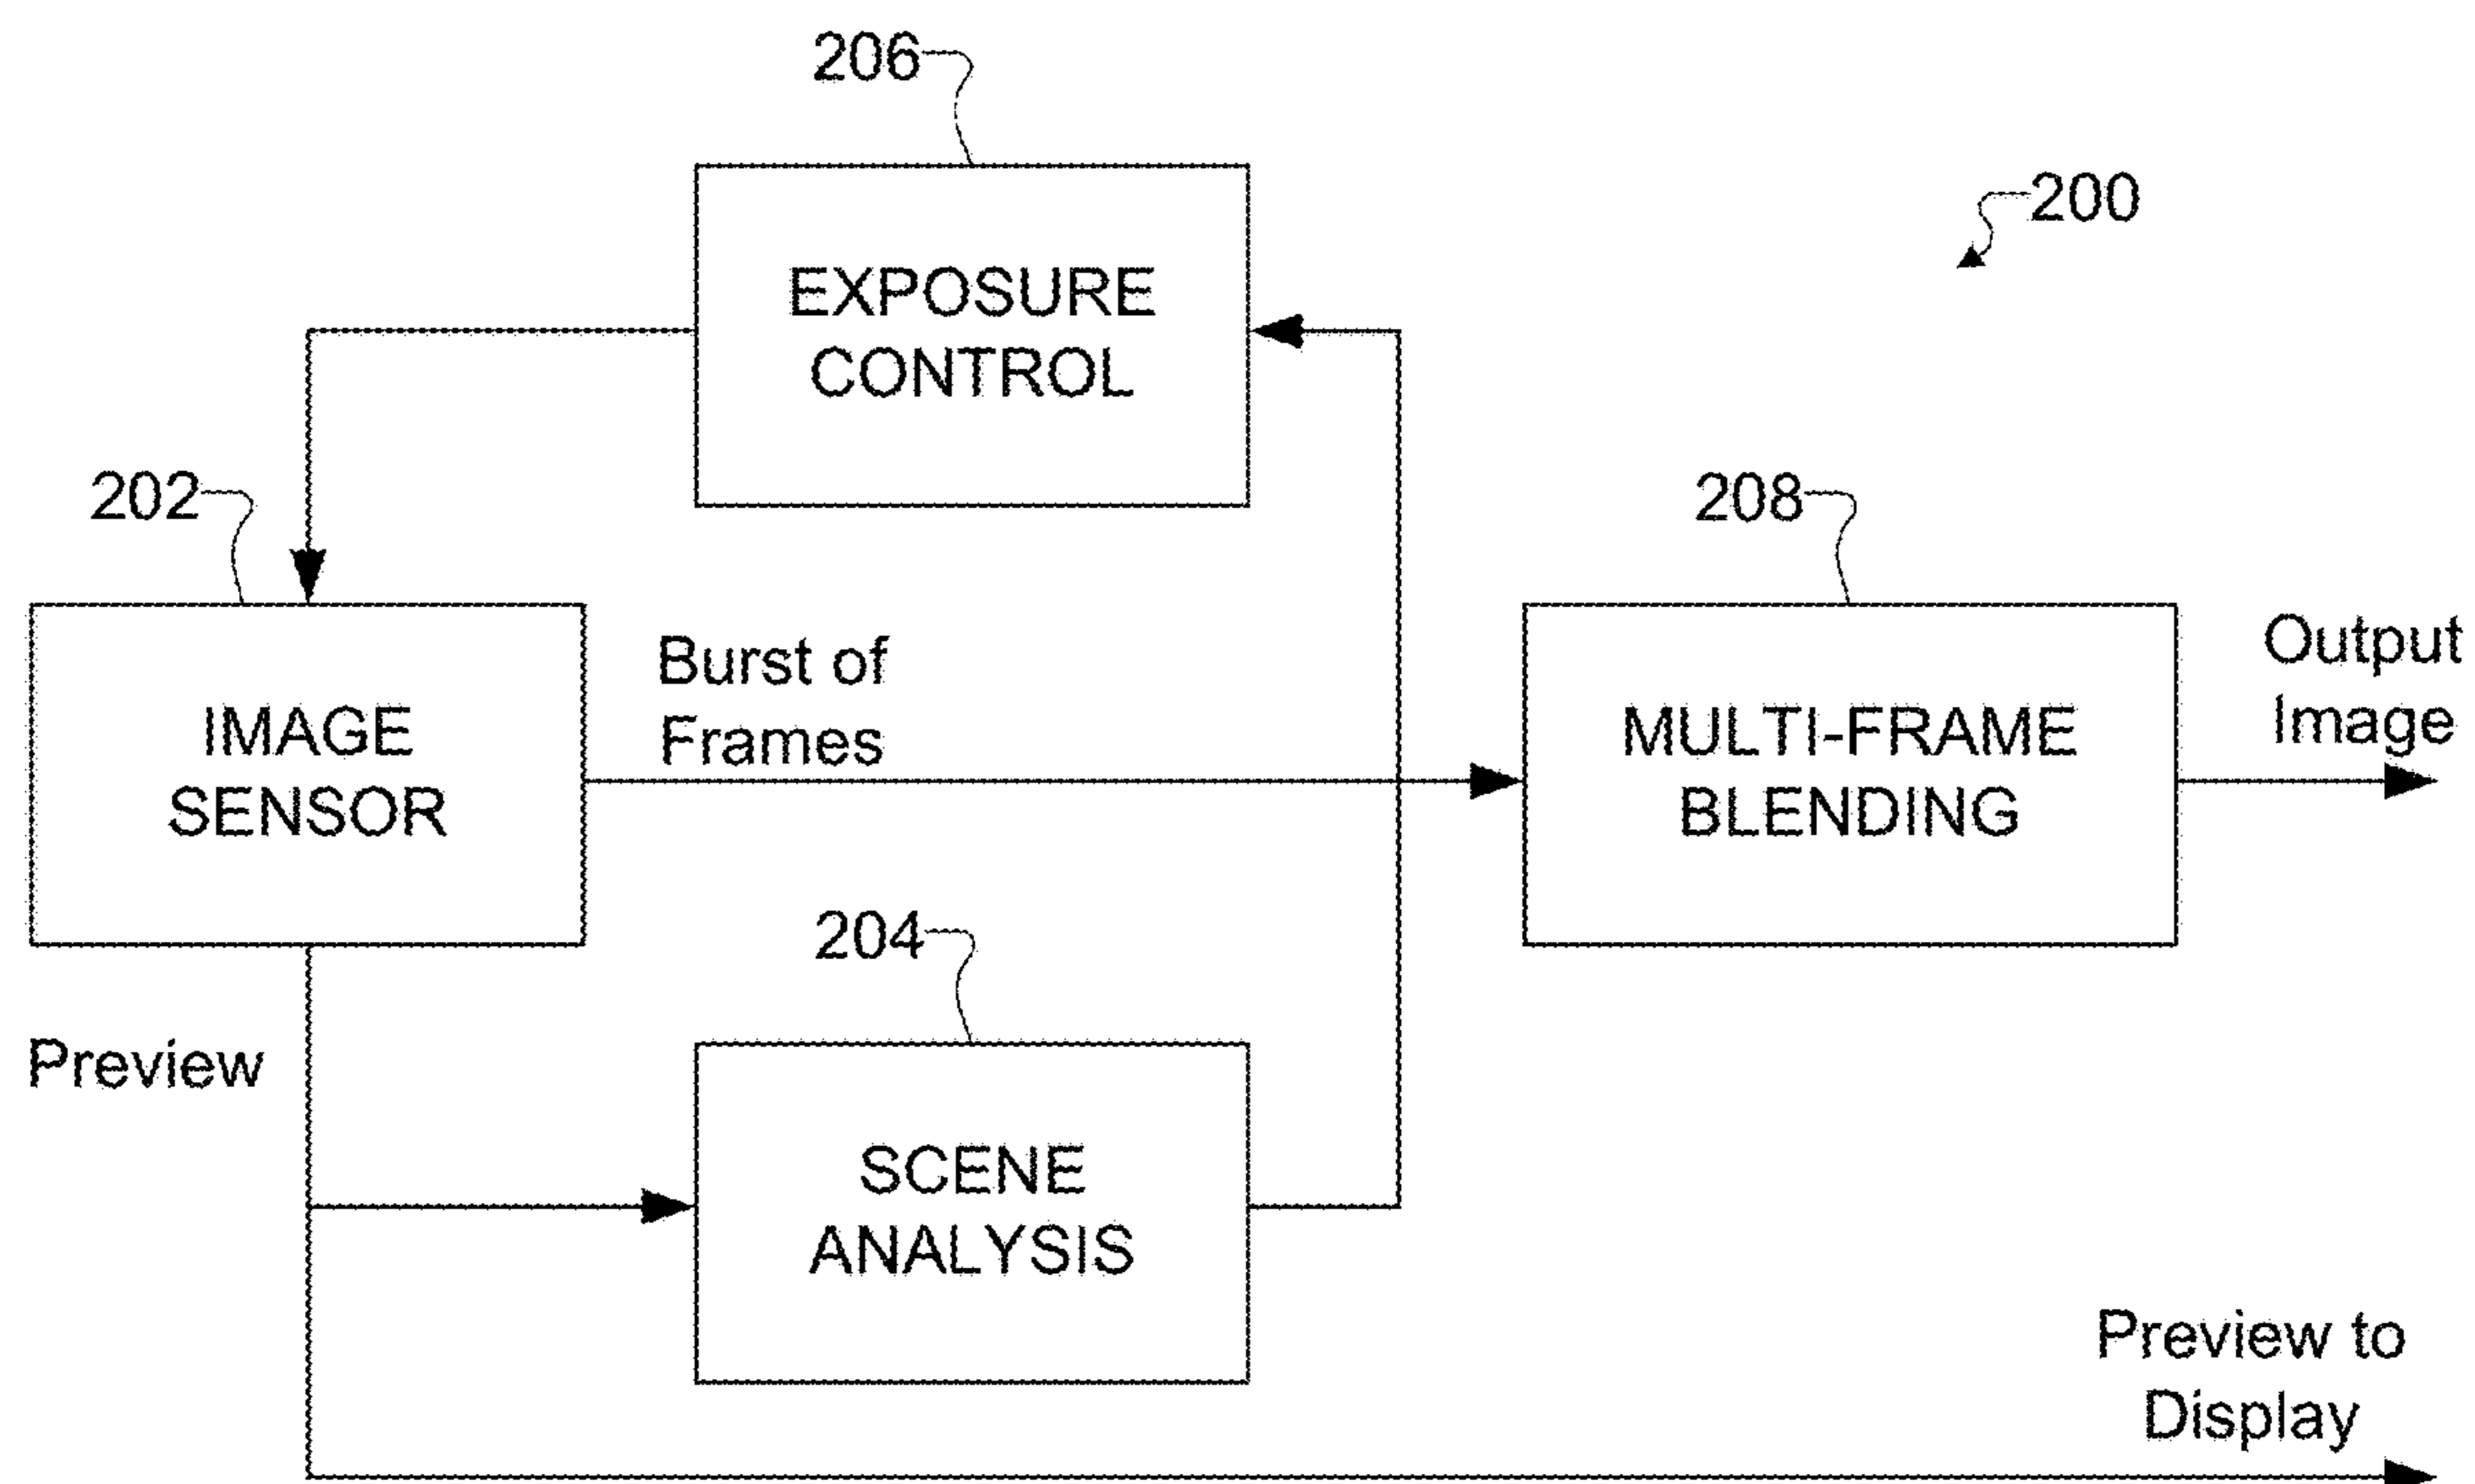 206
200
EXPOSURE
CONTROL
202
208
IMAGE
SENSOR
Burst of
Frames
MULTI-FRAME
BLENDING
Output
Image
204
Preview
SCENE
ANALYSIS
Preview to
Display